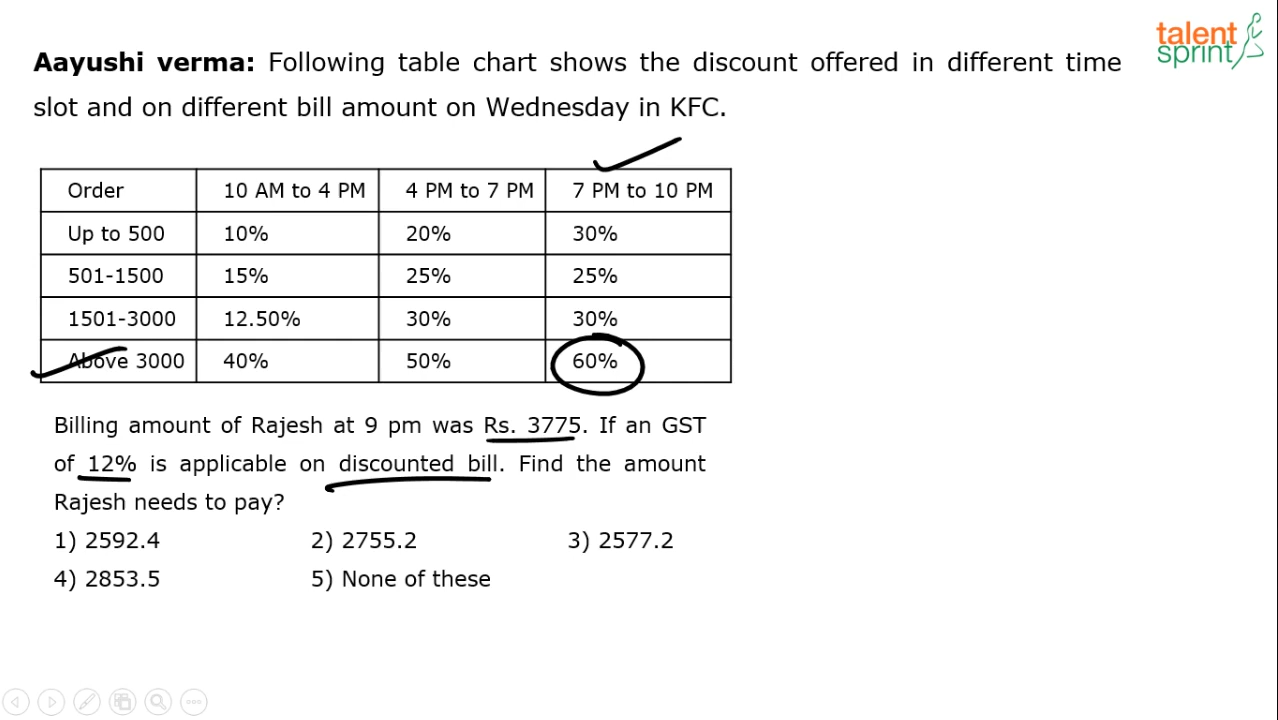 talent
sprint
Aayushi verma: Following table chart shows the discount offered in different time
slot and on different bill amount on Wednesday in KFC.
Order 10 AM to 4 PM 4 PM to 7 PM 7 PM to 10 PM
Up to 500 10% 20% 30%
501-1500 15% 25% 25%
1501-3000 12.50% 30% 30%
Above 3000 40% 50% 60%
Billing amount of Rajesh at 9 pm was Rs. 3775. If an GST
of 12% is applicable on discounted bill. Find the amount
Rajesh needs to pay?
1) 2592.4 2) 2755.2 3) 2577.2
4) 2853.5 5) None of these